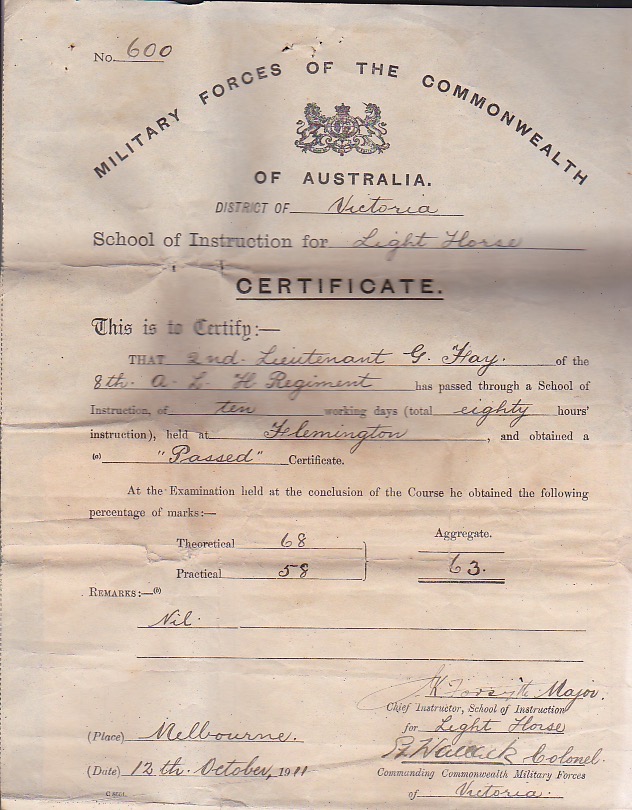 No. 600
MILITARY FORCES OF THE COMMONWEALTH
OF AUSTRALIA.
DISTRICT OF Victoria
School of Instruction for Light Horse
CERTIFICATE.
This is to Certify:—
THAT 2nd. Lieutenant G. Hay. of the
8th. A. L. H Regiment has passed through a School of
Instruction, of ten working days (total eighty hours'
instruction), held at Flemington, and obtained a
(a) "Passed" Certificate.
At the Examination held at the conclusion of the Course he obtained the following
percentage of marks:—
Theoretical 68
Aggregate.
Practical 58
63.
REMARKS:—(b)
Nil.
Forsyth Major.
Chief Instructor, School of Instruction
for Light Horse
(Place) Melbourne.
Wallack Colonel.
(Date) 12th. October, 1911
Commanding Commonwealth Military Forces
of Victoria.